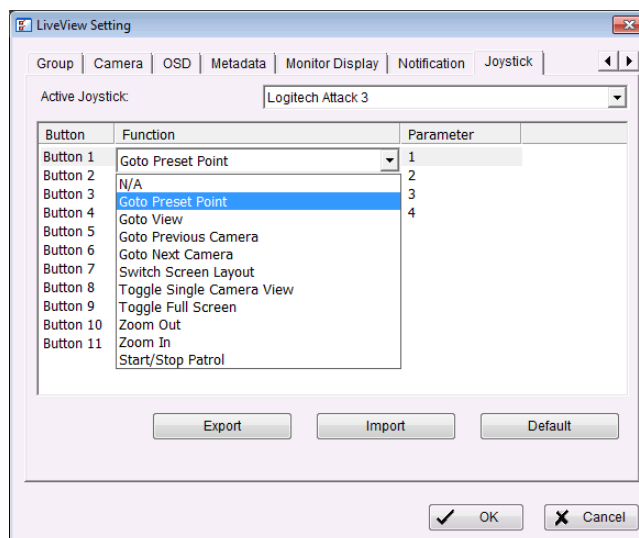 LiveView Setting
Group Camera OSD Metadata Monitor Display Notification Joystick
Active Joystick: Logitech Attack 3
Button Function Parameter
Button 1 Goto Preset Point 1
Button 2 N/A 2
Button 3 Goto Preset Point 3
Button 4 Goto View 4
Button 5 Goto Previous Camera
Button 6 Goto Next Camera
Button 7 Switch Screen Layout
Button 8 Toggle Single Camera View
Button 9 Toggle Full Screen
Button 10 Zoom Out
Button 11 Zoom In
Start/Stop Patrol
Export Import Default
OK Cancel